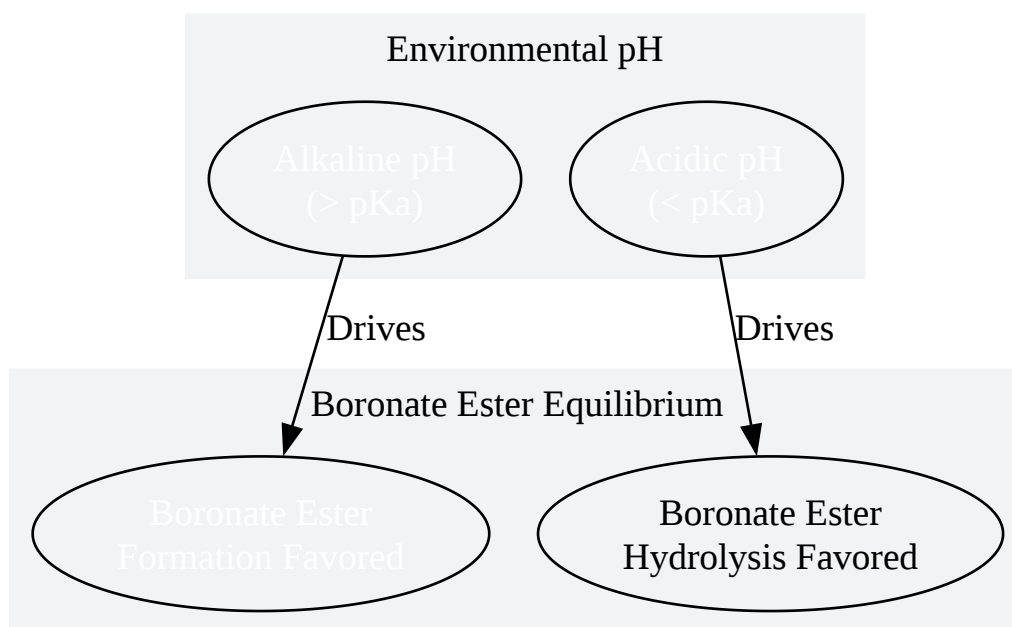 Environmental pH
Alkaline pH
(> pKa)
Acidic pH
(< pKa)
Drives
Drives
Boronate Ester Equilibrium
Boronate Ester
Formation Favored
Boronate Ester
Hydrolysis Favored